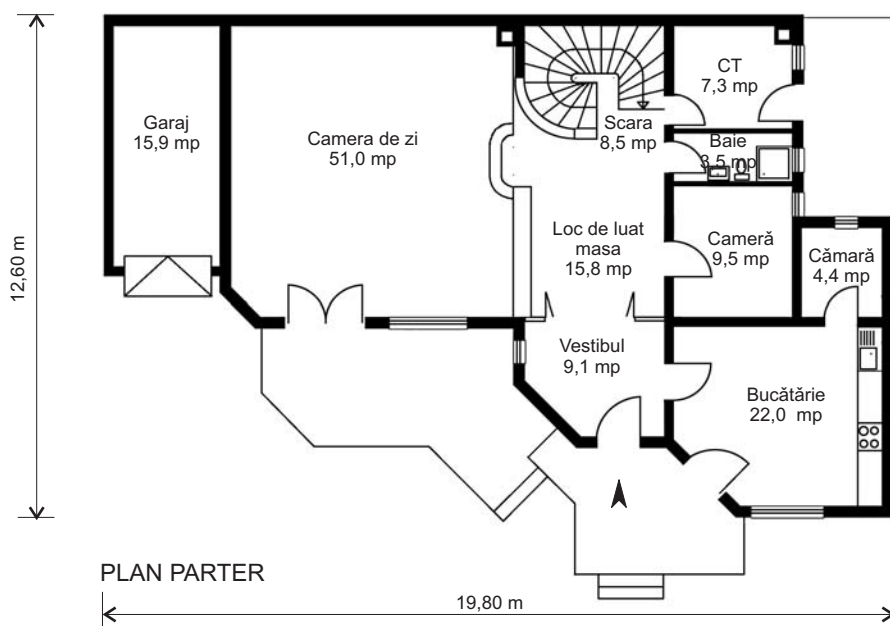 Garaj
15,9 mp
Camera de zi
51,0 mp
Scara
8,5 mp
CT
7,3 mp
Baie
3,5 mp
Loc de luat
masa
15,8 mp
Cameră
9,5 mp
Cămară
4,4 mp
Vestibul
9,1 mp
Bucătărie
22,0 mp
12,60 m
PLAN PARTER
19,80 m